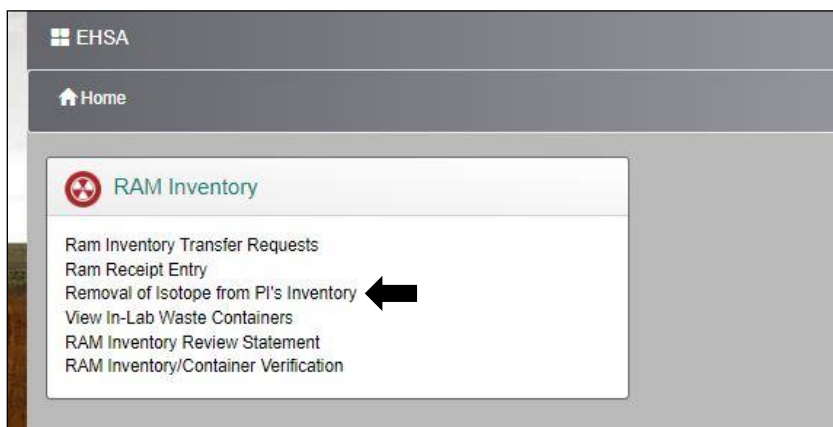 EHSA
Home
RAM Inventory
Ram Inventory Transfer Requests
Ram Receipt Entry
Removal of Isotope from PI's Inventory
View In-Lab Waste Containers
RAM Inventory Review Statement
RAM Inventory/Container Verification